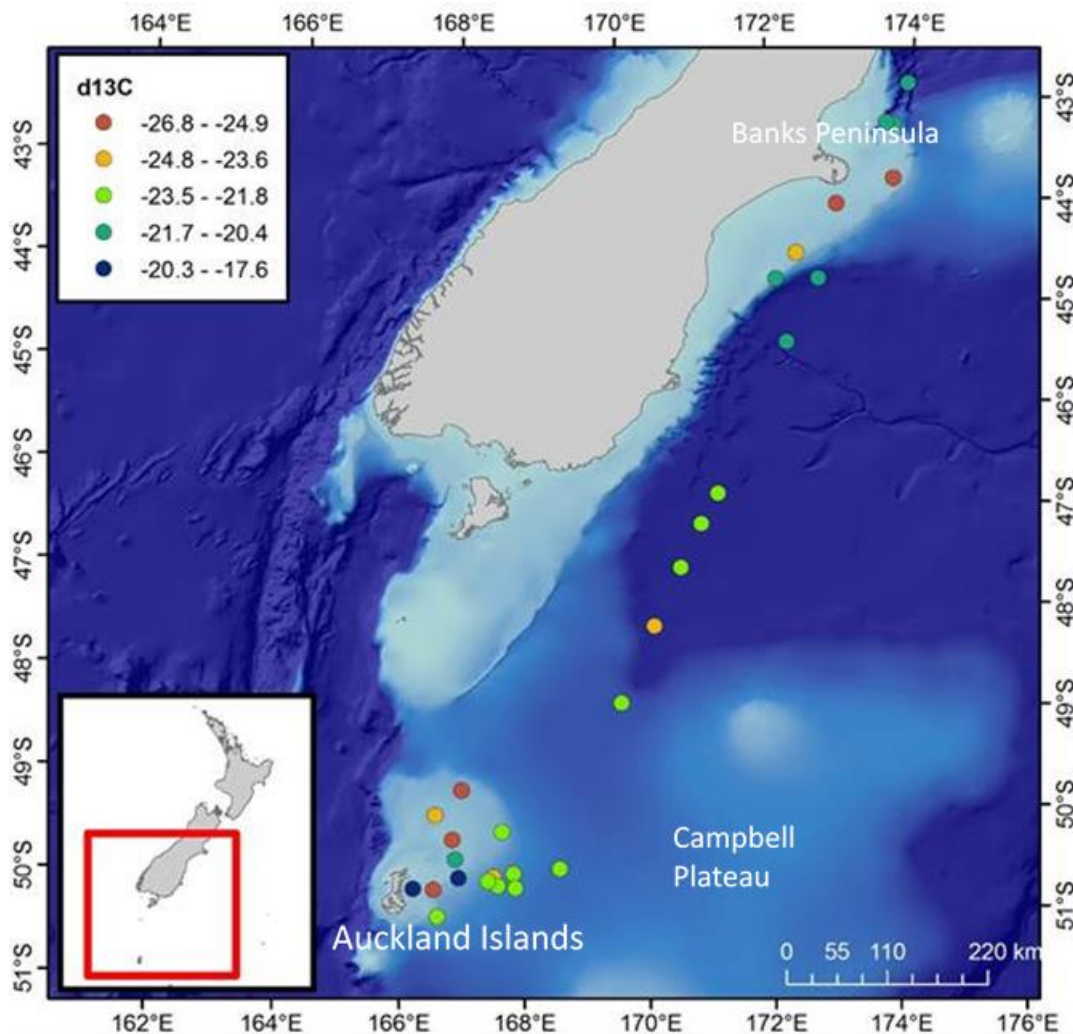 164°E 166°E 168°E 170°E 172°E 174°E
d13C
-26.8 - -24.9
-24.8 - -23.6
-23.5 - -21.8
-21.7 - -20.4
-20.3 - -17.6
Banks Peninsula
43°S
43°S
44°S
44°S
45°S
45°S
46°S
46°S
47°S
47°S
48°S
48°S
49°S
49°S
50°S
50°S
51°S
51°S
Campbell
Plateau
Auckland Islands
0 55 110 220 km
162°E 164°E 166°E 168°E 170°E 172°E 174°E 176°E